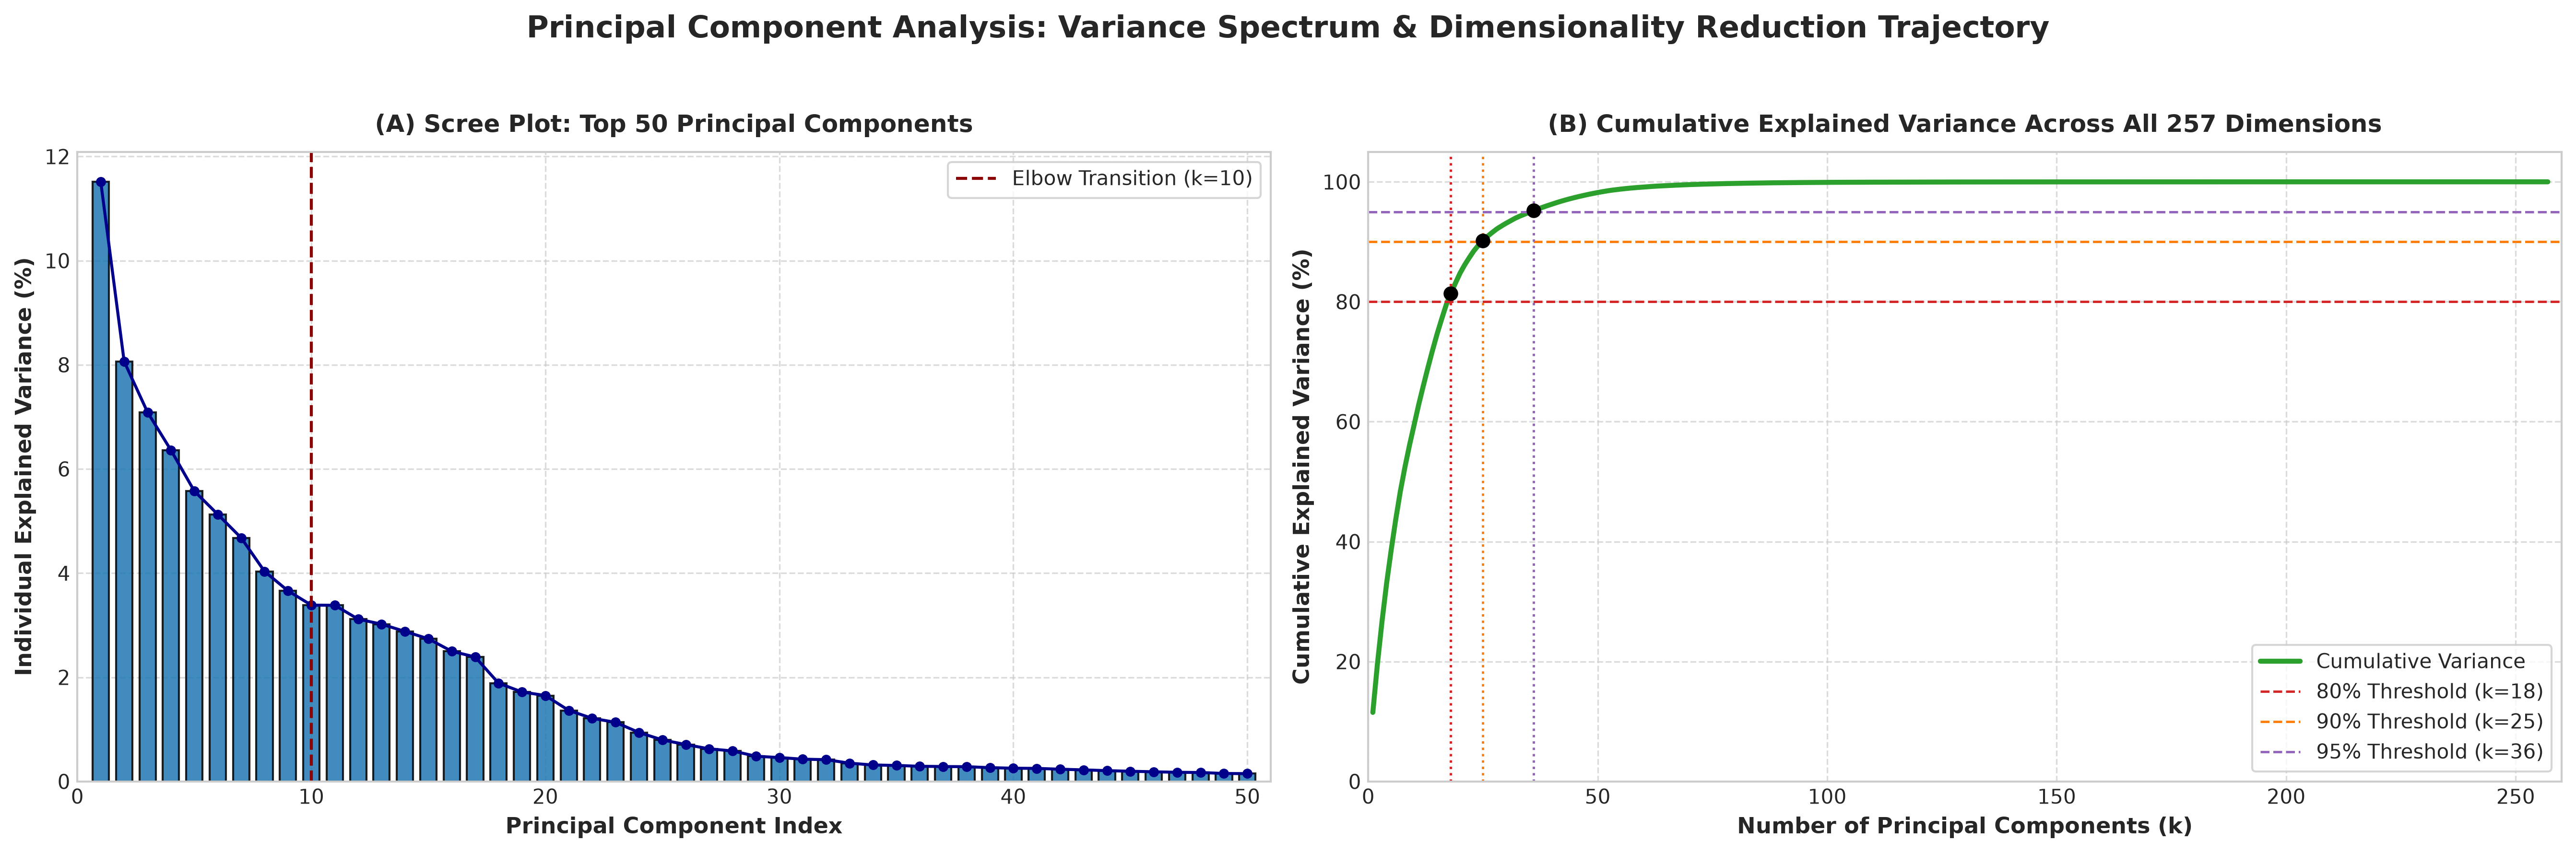 Principal Component Analysis: Variance Spectrum & Dimensionality Reduction Trajectory
(A) Scree Plot: Top 50 Principal Components
Individual Explained Variance (%)
12
10
8
6
4
2
0
Elbow Transition (k=10)
0 10 20 30 40 50
Principal Component Index
(B) Cumulative Explained Variance Across All 257 Dimensions
Cumulative Explained Variance (%)
100
80
60
40
20
0
Cumulative Variance
80% Threshold (k=18)
90% Threshold (k=25)
95% Threshold (k=36)
0 50 100 150 200 250
Number of Principal Components (k)